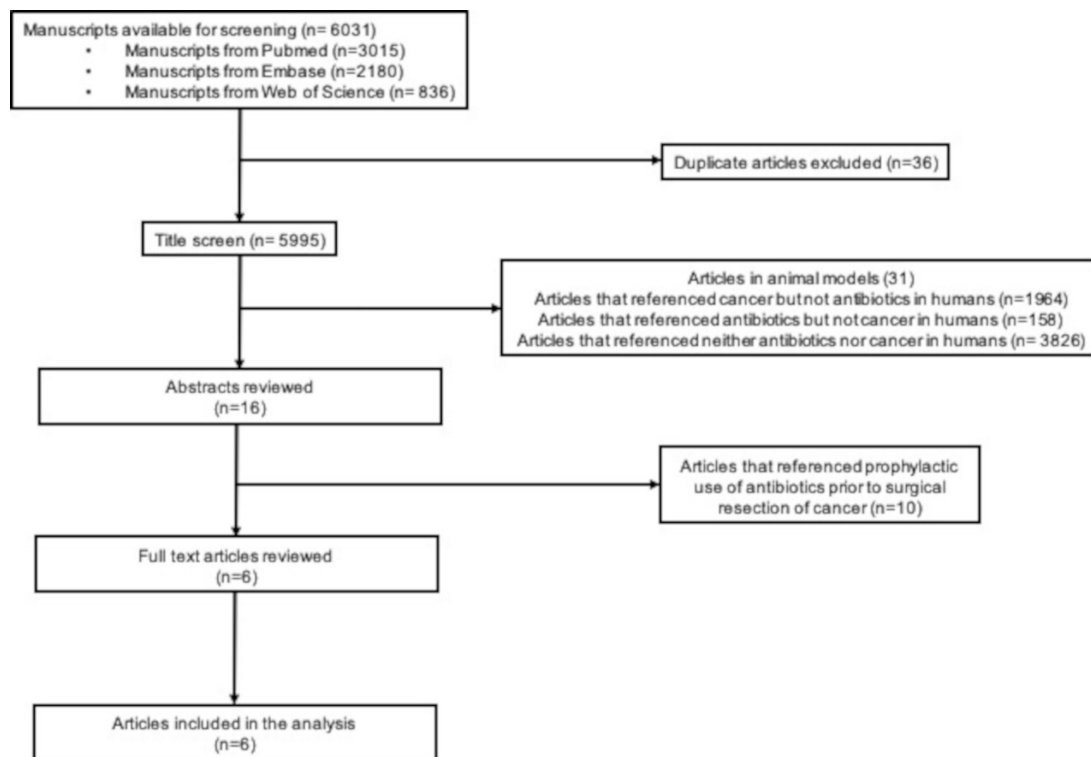 Manuscripts available for screening (n= 6031)
• Manuscripts from Pubmed (n=3015)
• Manuscripts from Embase (n=2180)
• Manuscripts from Web of Science (n= 836)
Duplicate articles excluded (n=36)
Title screen (n= 5995)
Articles in animal models (31)
Articles that referenced cancer but not antibiotics in humans (n=1964)
Articles that referenced antibiotics but not cancer in humans (n=158)
Articles that referenced neither antibiotics nor cancer in humans (n= 3826)
Abstracts reviewed
(n=16)
Articles that referenced prophylactic
use of antibiotics prior to surgical
resection of cancer (n=10)
Full text articles reviewed
(n=6)
Articles included in the analysis
(n=6)